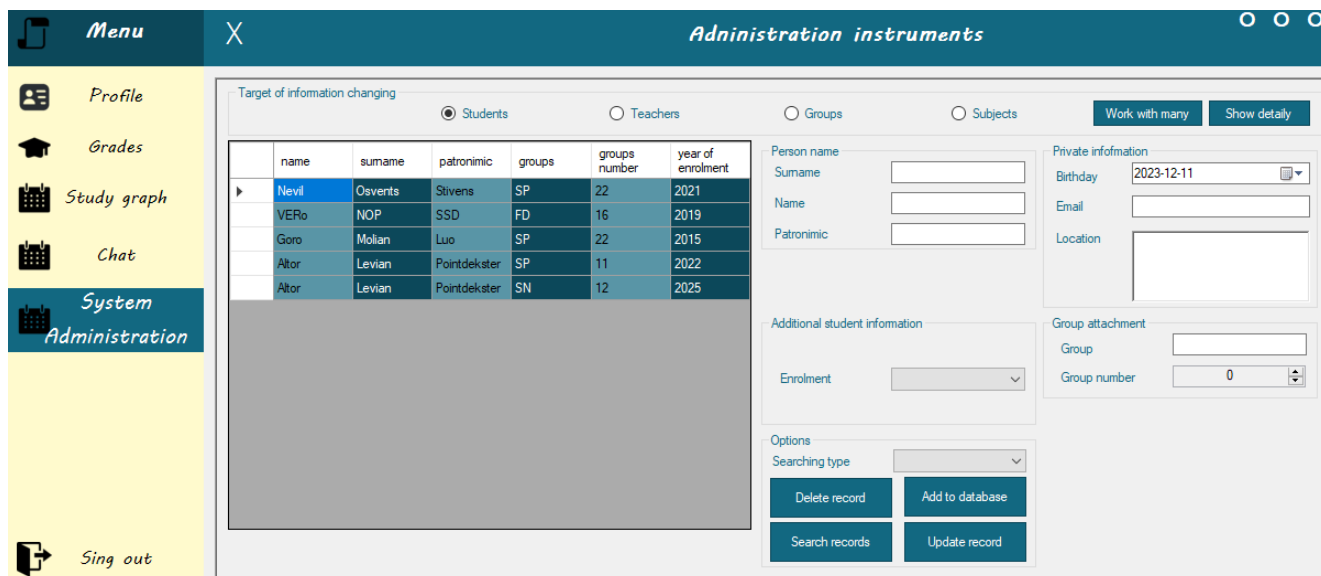 Menu
X
Adninistration instruments
Profile
Grades
Study graph
Chat
System
Administration
Sing out
Target of information changing
Students
Teachers
Groups
Subjects
Work with many
Show detaily
name surname patronimic groups groups number year of enrolment
Nevil Osvents Stivens SP 22 2021
VERo NOP SSD FD 16 2019
Goro Molian Luo SP 22 2015
Altor Levian Pointdekster SP 11 2022
Altor Levian Pointdekster SN 12 2025
Person name
Surname
Name
Patronimic
Private infofmation
Birthday 2023-12-11
Email
Location
Additional student information
Enrolment
Group attachment
Group
Group number 0
Options
Searching type
Delete record
Add to database
Search records
Update record